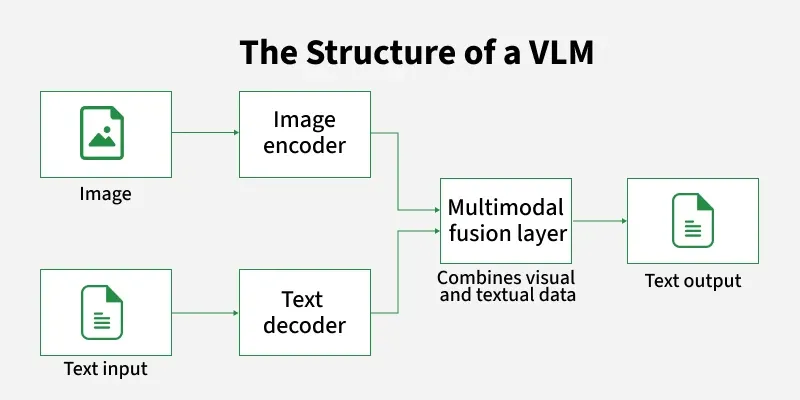 The Structure of a VLM
Image
encoder
Image
Multimodal
fusion layer
Combines visual
and textual data
Text output
Text
decoder
Text input